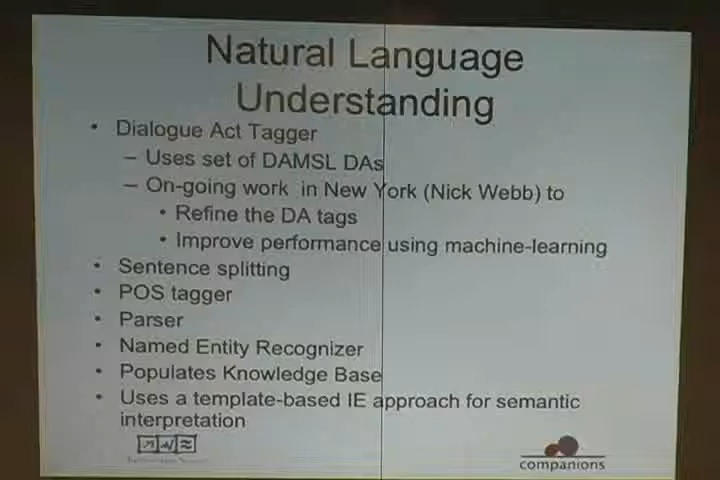 Natural Language
Understanding
• Dialogue Act Tagger
– Uses set of DAMSL DAs
– On-going work in New York (Nick Webb) to
• Refine the DA tags
• Improve performance using machine-learning
• Sentence splitting
• POS tagger
• Parser
• Named Entity Recognizer
• Populates Knowledge Base
• Uses a template-based IE approach for semantic
interpretation
companions